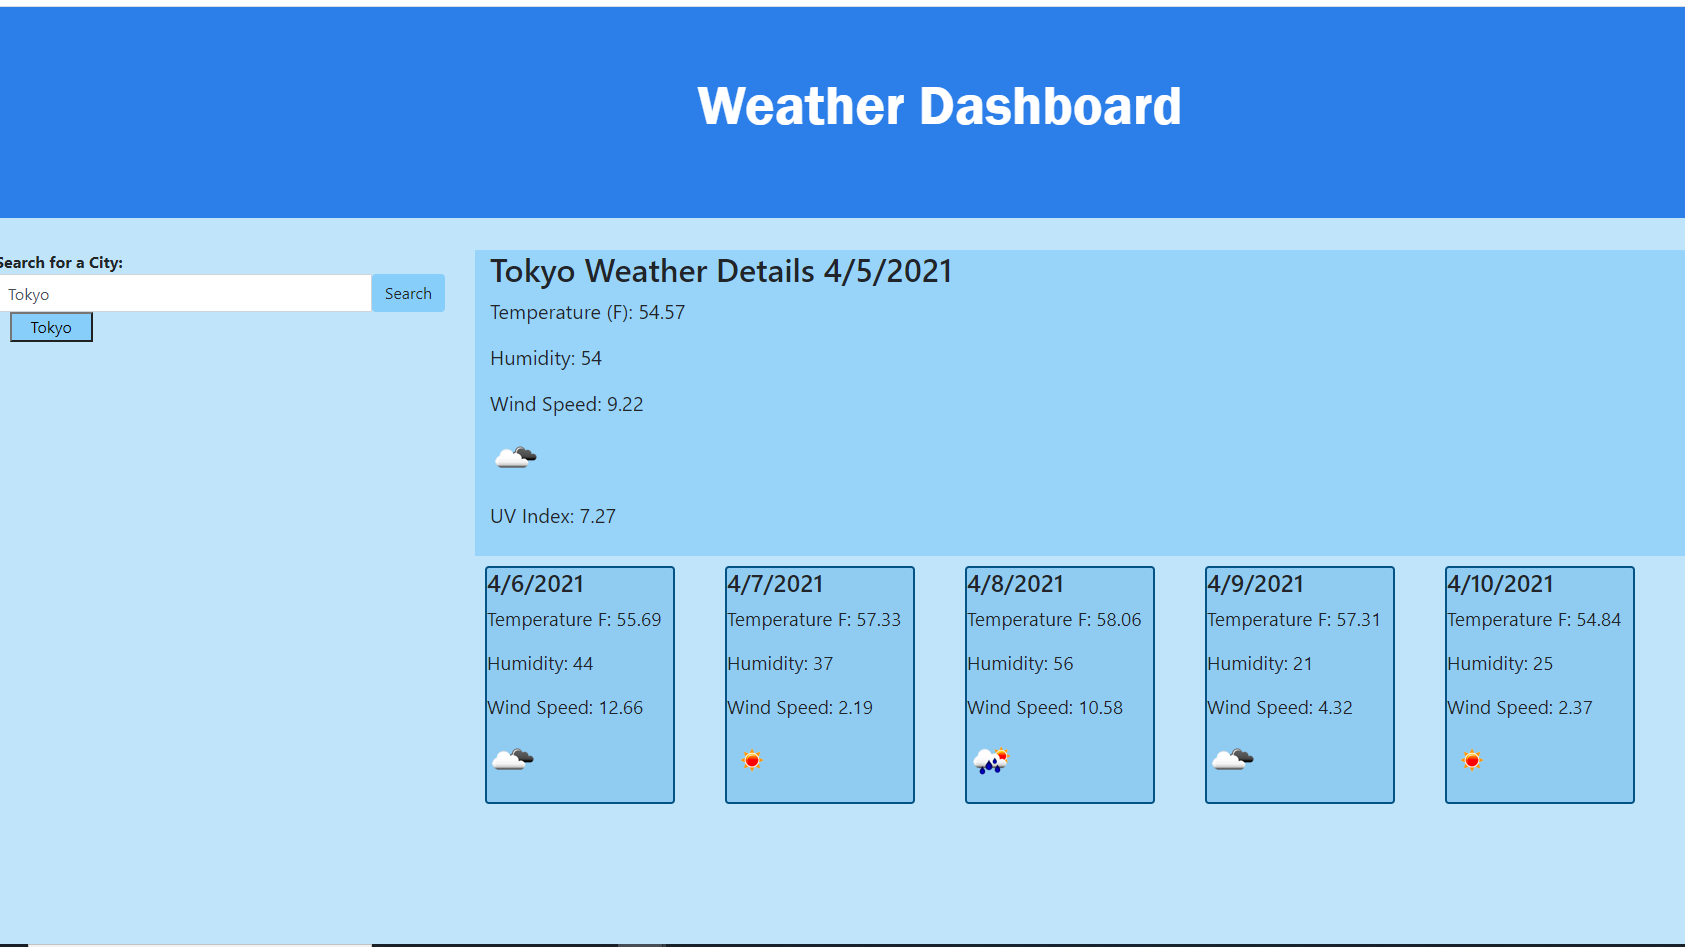 Weather Dashboard
Search for a City:
Tokyo
Search
Tokyo
Tokyo Weather Details 4/5/2021
Temperature (F): 54.57
Humidity: 54
Wind Speed: 9.22
UV Index: 7.27
4/6/2021
Temperature F: 55.69
Humidity: 44
Wind Speed: 12.66
4/7/2021
Temperature F: 57.33
Humidity: 37
Wind Speed: 2.19
4/8/2021
Temperature F: 58.06
Humidity: 56
Wind Speed: 10.58
4/9/2021
Temperature F: 57.31
Humidity: 21
Wind Speed: 4.32
4/10/2021
Temperature F: 54.84
Humidity: 25
Wind Speed: 2.37